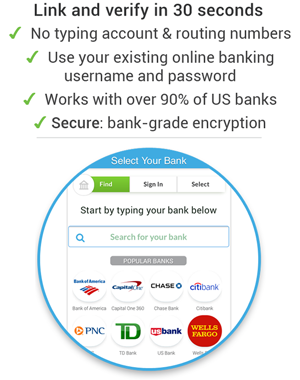 Link and verify in 30 seconds
No typing account & routing numbers
Use your existing online banking
username and password
Works with over 90% of US banks
Secure: bank-grade encryption
Select Your Bank
Find Sign In Select
Start by typing your bank below
Search for your bank
POPULAR BANKS
Bank of America Capital One 360 CHASE citibank
Bank of America Capital One 360 Chase Bank Citibank
PNC TD usbank WELLS
FARGO
TD Bank US Bank Wells